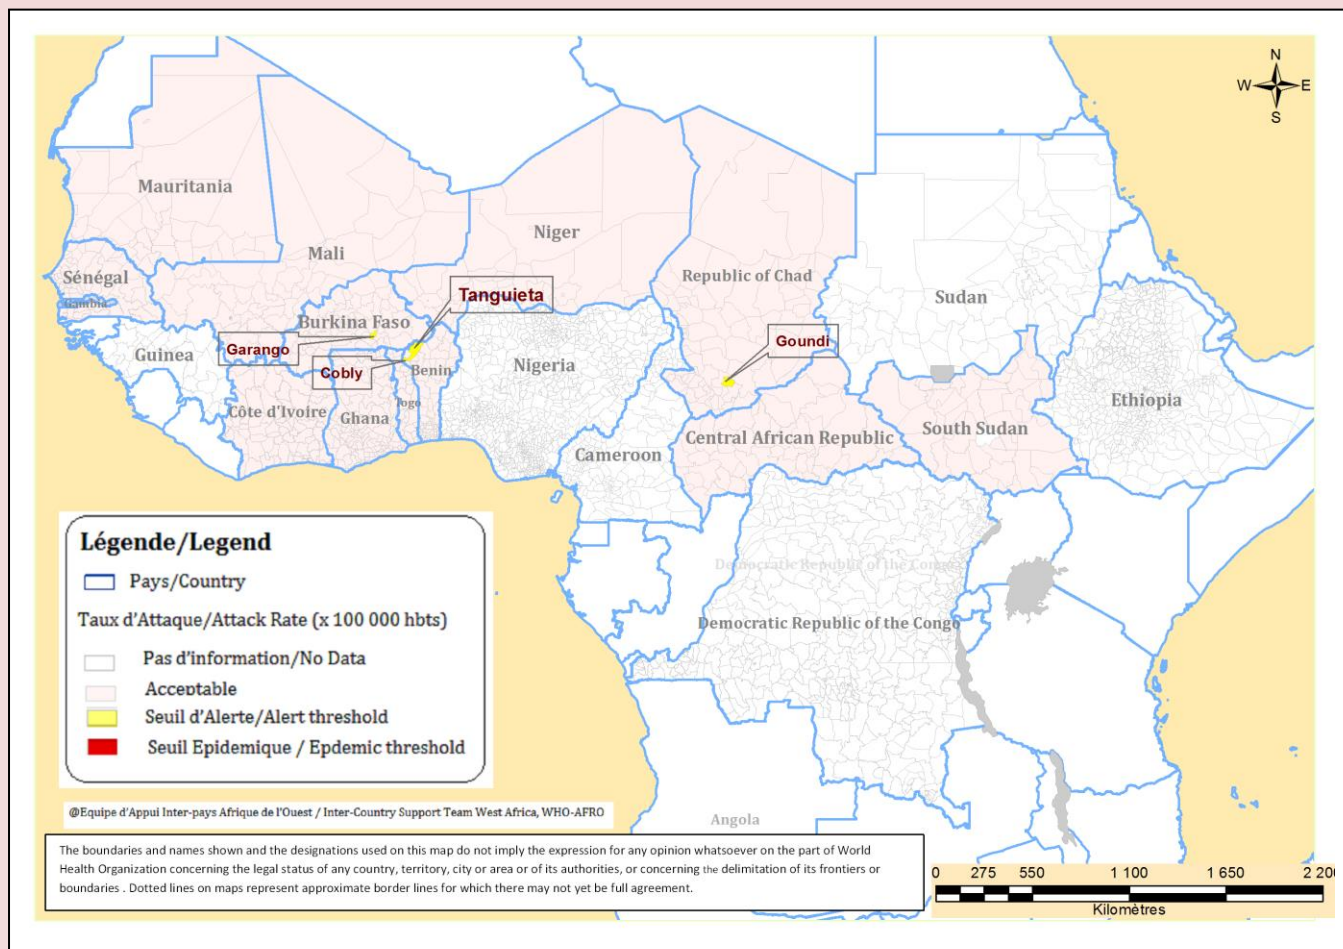 N
W E
S
Mauritania
Mali
Niger
Republic of Chad
Sudan
Sénégal
Gambia
Tanguieta
Burkina Faso
Garango
Guinea
Cobly
Benin
Nigeria
Goundi
Togo
Côte d'Ivoire
Ghana
Ethiopia
South Sudan
Central African Republic
Cameroon
Democratic Republic of the Congo
Democratic Republic of the Congo
Angola
Légende/Legend
Pays/Country
Taux d'Attaque/Attack Rate (x 100 000 hbts)
Pas d'information/No Data
Acceptable
Seuil d'Alerte/Alert threshold
Seuil Epidemique / Epdemic threshold
@Equipe d'Appui Inter-pays Afrique de l'Ouest / Inter-Country Support Team West Africa, WHO-AFRO
The boundaries and names shown and the designations used on this map do not imply the expression for any opinion whatsoever on the part of World
Health Organization concerning the legal status of any country, territory, city or area or of its authorities, or concerning the delimitation of its frontiers or
boundaries . Dotted lines on maps represent approximate border lines for which there may not yet be full agreement.
0 275 550 1 100 1 650 2 200
Kilomètres